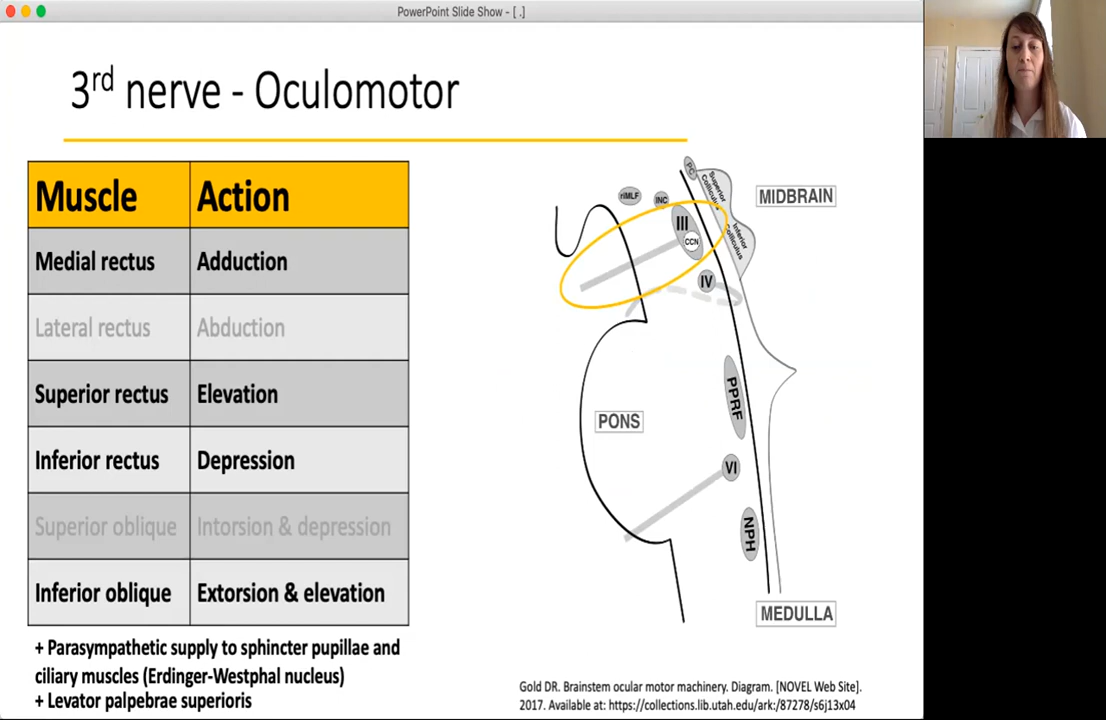 PowerPoint Slide Show - [ .]
3rd nerve - Oculomotor
Muscle Action
Medial rectus Adduction
Lateral rectus Abduction
Superior rectus Elevation
Inferior rectus Depression
Superior oblique Intorsion & depression
Inferior oblique Extorsion & elevation
+ Parasympathetic supply to sphincter pupillae and
ciliary muscles (Erdinger-Westphal nucleus)
+ Levator palpebrae superioris
PC
Superior
Colliculus
riMLF
INC
MIDBRAIN
III
CCN
Inferior
Colliculus
IV
PPRF
PONS
VI
NPH
MEDULLA
Gold DR. Brainstem ocular motor machinery. Diagram. [NOVEL Web Site].
2017. Available at: https://collections.lib.utah.edu/ark:/87278/s6j13x04